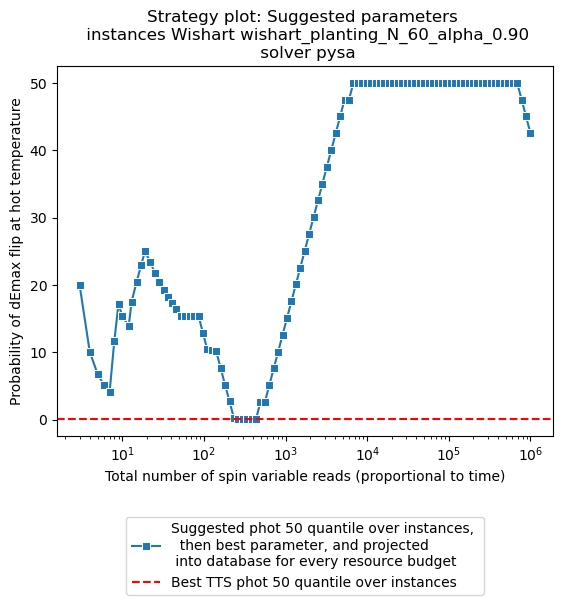 Strategy plot: Suggested parameters
instances Wishart wishart_planting_N_60_alpha_0.90
solver pysa
Probability of dEmax flip at hot temperature
50
40
30
20
10
0
10¹ 10² 10³ 10⁴ 10⁵ 10⁶
Total number of spin variable reads (proportional to time)
Suggested phot 50 quantile over instances,
then best parameter, and projected
into database for every resource budget
Best TTS phot 50 quantile over instances